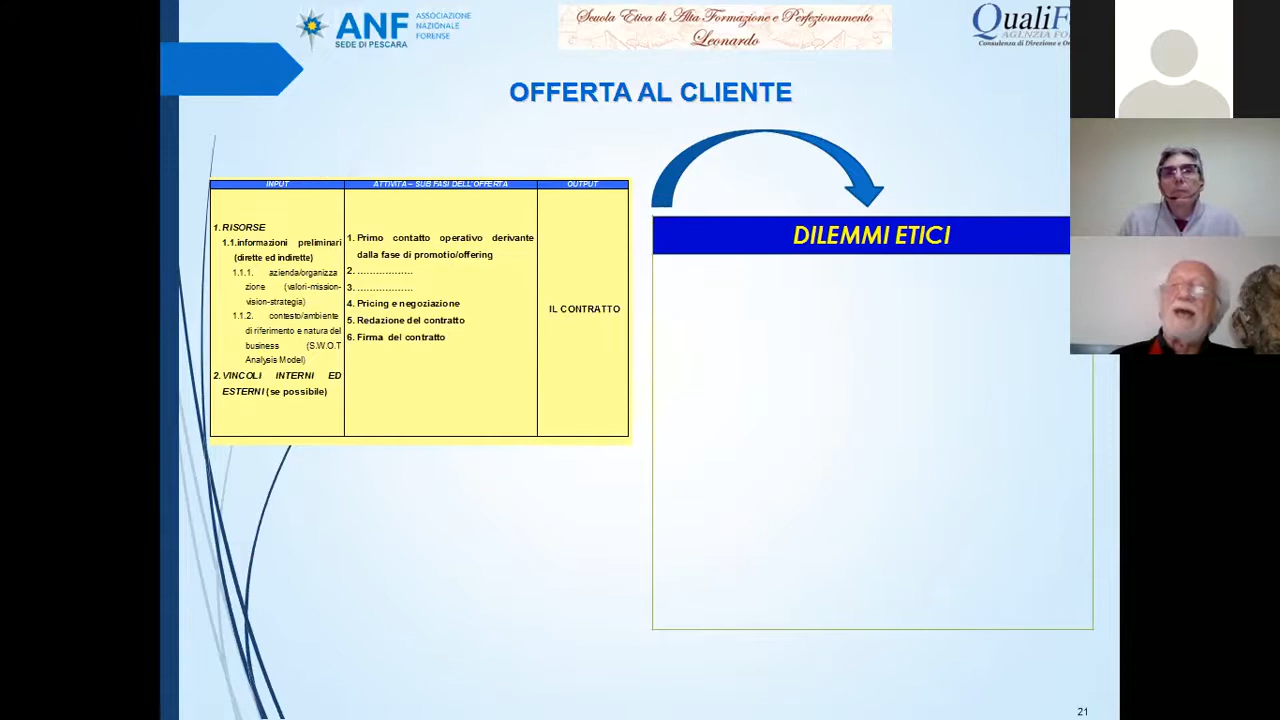 ANF
ASSOCIAZIONE
NAZIONALE
FORENSE
SEDE DI PESCARA
Scuola Etica di Alta Formazione e Perfezionamento
Leonardo
QualiF
AGENZIA FO
Consulenza di Direzione e Or
OFFERTA AL CLIENTE
INPUT
ATTIVITA – SUB FASI DELL'OFFERTA
OUTPUT
1. RISORSE
1.1.informazioni preliminari
(dirette ed indirette)
1.1.1. azienda/organizza
zione (valori-mission-
vision-strategia)
1.1.2. contesto/ambiente
di riferimento e natura del
business (S.W.O.T
Analysis Model)
2.VINCOLI INTERNI ED
ESTERNI (se possibile)
1. Primo contatto operativo derivante
dalla fase di promotio/offering
2. ………………
3. ………………
4. Pricing e negoziazione
5. Redazione del contratto
6. Firma del contratto
IL CONTRATTO
DILEMMI ETICI
21